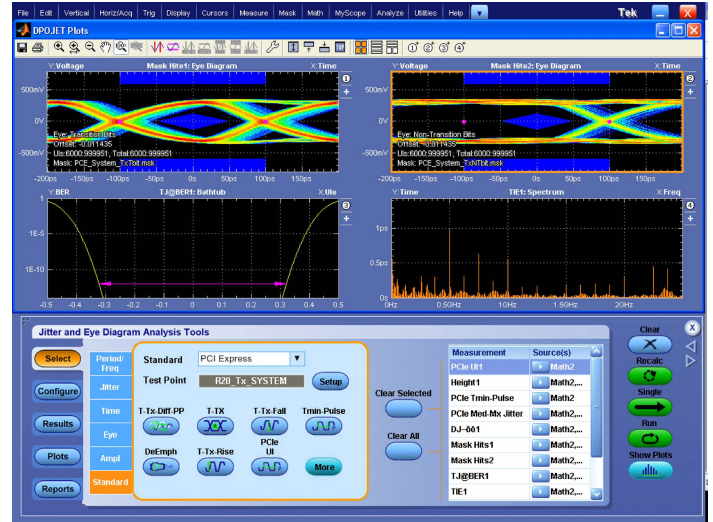 File Edit Vertical Horiz/Acq Trig Display Cursors Measure Mask Math MyScope Analyze Utilities Help Tek
DPOJET Plots
Y:Voltage Mask Hits1: Eye Diagram X:Time
500mV
0V
-500mV
Eye: Transition Bits
Offset: -0.011435
UIs:6000:999951, Total:6000:999951
Mask: PCE_System_TxTbit.msk
-200ps -150ps -100ps -50ps 0s 50ps 100ps 150ps
1
Y:Voltage Mask Hits2: Eye Diagram X:Time
500mV
0V
-500mV
Eye: Non-Transition Bits
Offset: -0.011435
UIs:6000:999951, Total:6000:999951
Mask: PCE_System_TxNTbit.msk
-200ps -150ps -100ps -50ps 0s 50ps 100ps 150ps
2
Y:BER TJ@BER1: Bathtub X:UIs
1
1E-5
1E-10
-0.5 -0.4 -0.3 -0.2 -0.1 0 0.1 0.2 0.3 0.4 0.5
3
Y:Time TIE1: Spectrum X:Freq
1ps
0.5ps
0s
0Hz 0.50GHz 10GHz 1.50GHz 20GHz
4
Jitter and Eye Diagram Analysis Tools
Select
Configure
Results
Plots
Reports
Period/
Freq
Jitter
Time
Eye
Ampl
Standard
Standard PCI Express
Test Point R20_Tx_SYSTEM Setup
T-Tx-Diff-PP T-TX T-Tx-Fall Tmin-Pulse
DeEmph T-Tx-Rise PCIe UI More
Clear Selected
Clear All
Measurement Source(s)
PCIe UI1 Math2
Height1 Math2,...
PCIe Tmin-Pulse Math2
PCIe Med-Mx Jitter Math2,...
DJ–õõ1 Math2,...
Mask Hits1 Math2,...
Mask Hits2 Math2,...
TJ@BER1 Math2,...
TIE1 Math2,...
Clear
Recalc
Single
Run
Show Plots